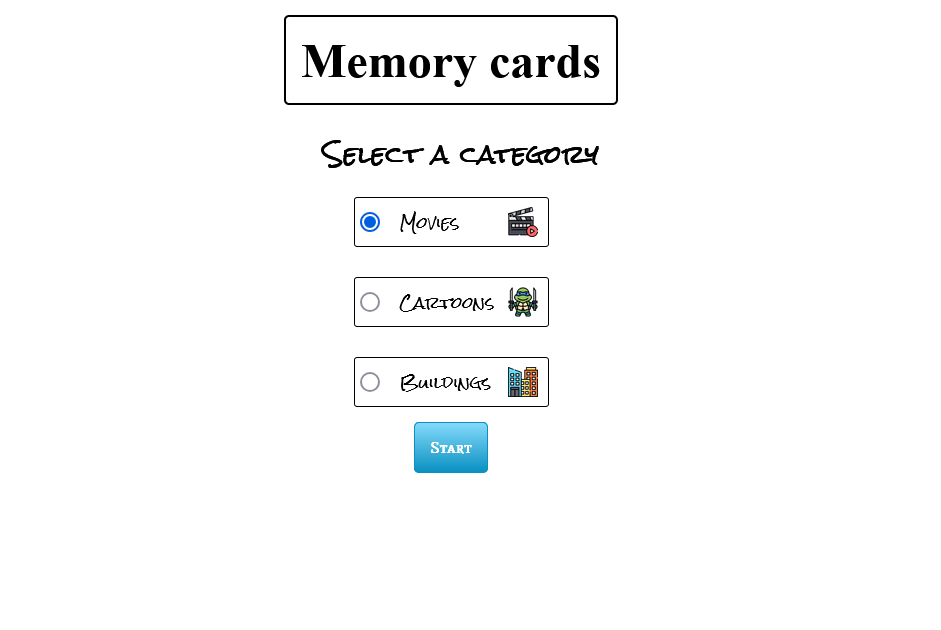 Memory cards
Select a category
Movies
Cartoons
Buildings
Start